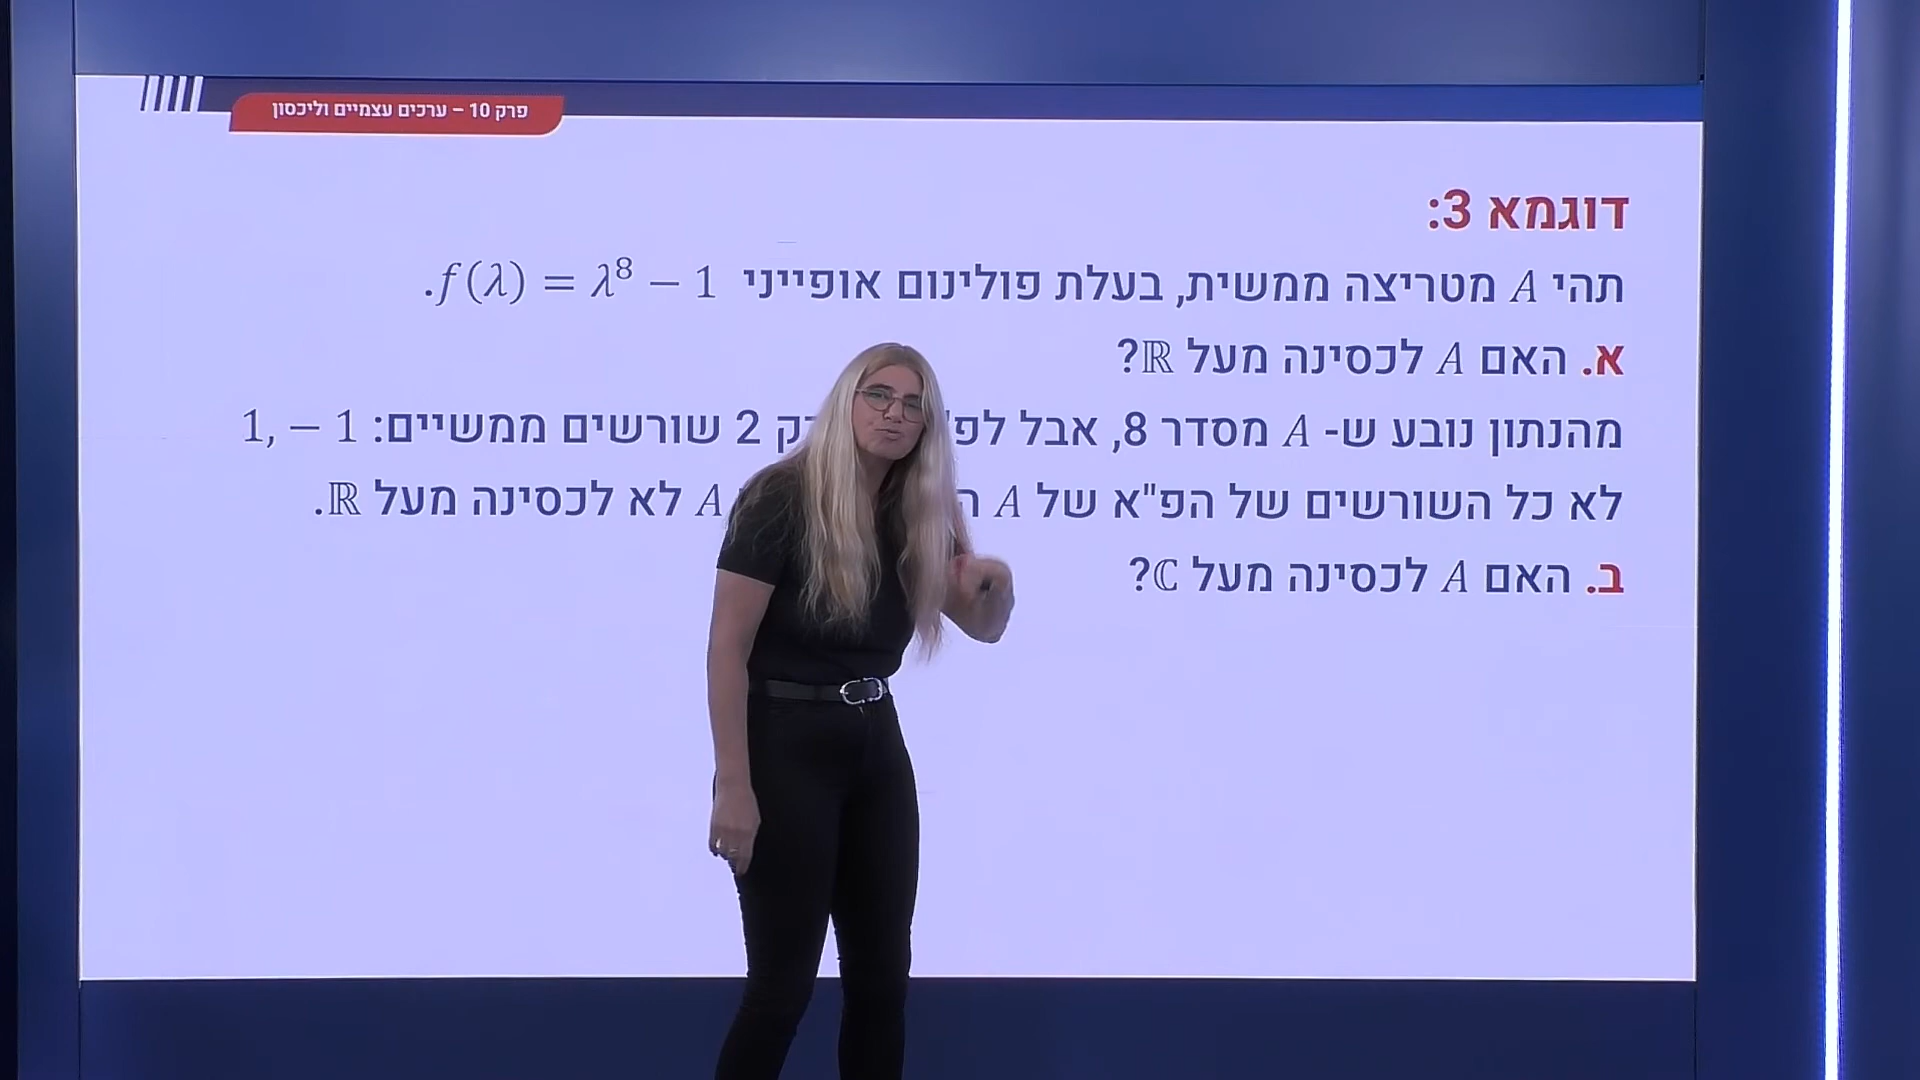 פרק 10 – ערכים עצמיים וליכסון
דוגמא 3:
תהי A מטריצה ממשית, בעלת פולינום אופייני f(λ) = λ⁸ − 1.
א. האם A לכסינה מעל ℝ?
מהנתון נובע ש- A מסדר 8, אבל 2 שורשים ממשיים: 1, − 1
לא כל השורשים של הפ"א של A A לא לכסינה מעל ℝ.
ב. האם A לכסינה מעל ℂ?